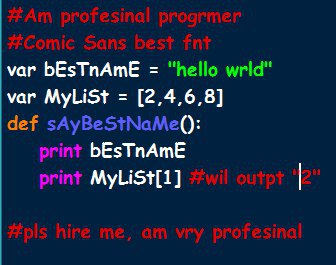 #Am profesinal progrmer
#Comic Sans best fnt
var bEsTnAmE = "hello wrld"
var MyLiSt = [2,4,6,8]
def sAyBeStNaMe():
print bEsTnAmE
print MyLiSt[1] #wil outpt "2"
#pls hire me, am vry profesinal